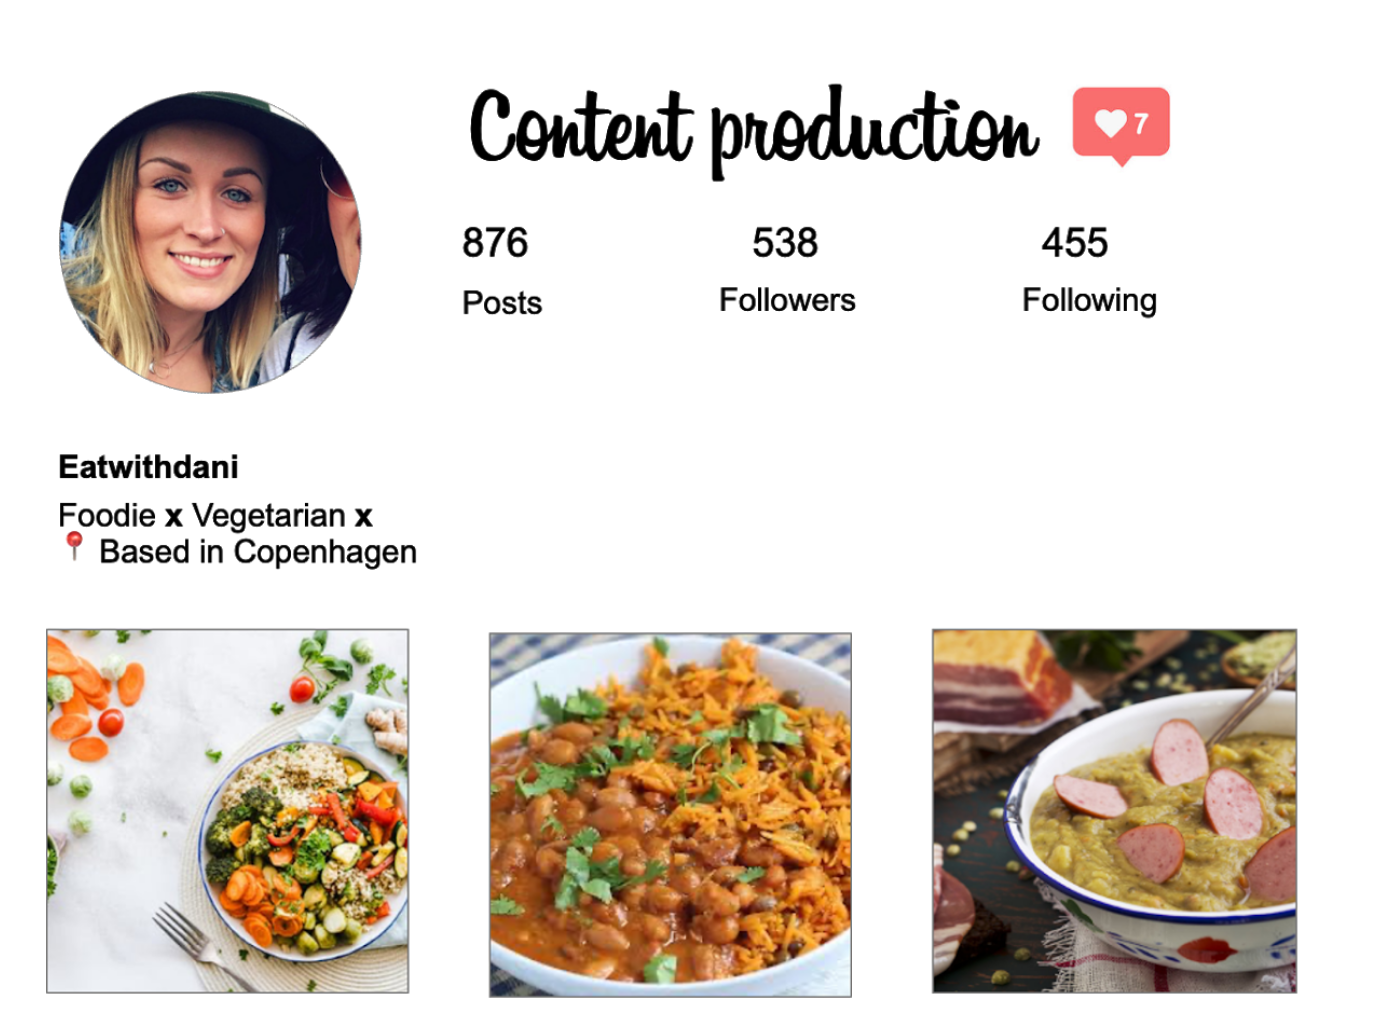 Content production
7
876 538 455
Posts Followers Following
Eatwithdani
Foodie x Vegetarian x
📍 Based in Copenhagen